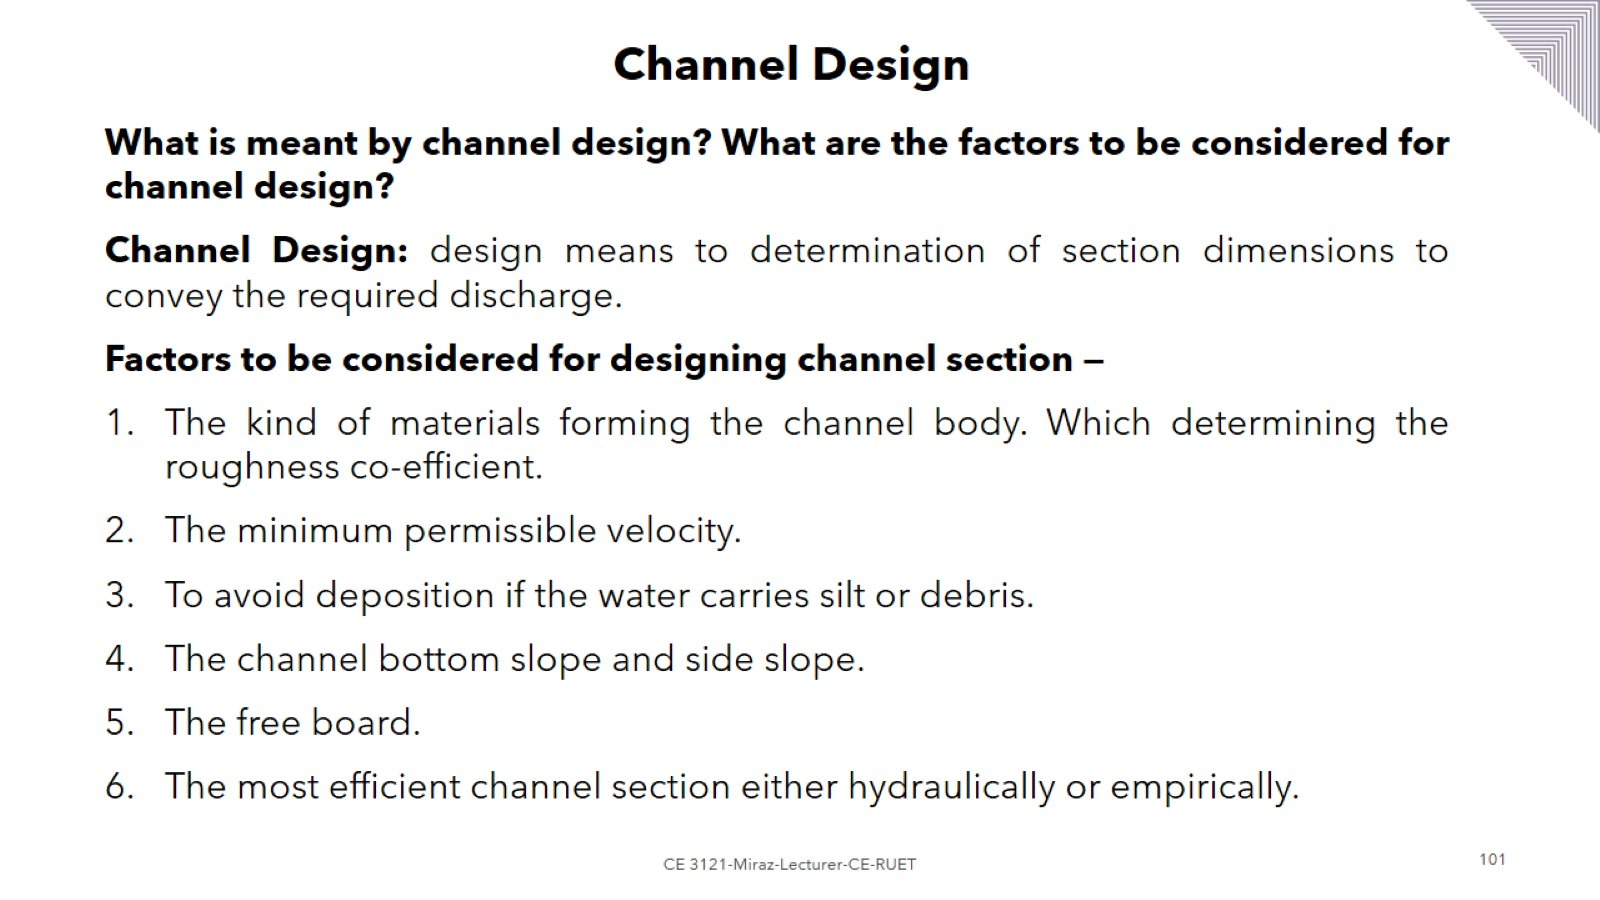 Channel Design
What is meant by channel design? What are the factors to be considered for
channel design?
Channel Design: design means to determination of section dimensions to
convey the required discharge.
Factors to be considered for designing channel section –
1. The kind of materials forming the channel body. Which determining the
roughness co-efficient.
2. The minimum permissible velocity.
3. To avoid deposition if the water carries silt or debris.
4. The channel bottom slope and side slope.
5. The free board.
6. The most efficient channel section either hydraulically or empirically.
CE 3121-Miraz-Lecturer-CE-RUET
101